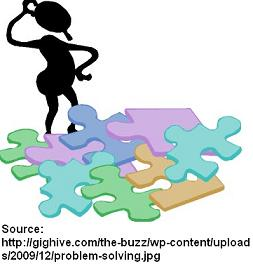 Source:
http://gighive.com/the-buzz/wp-content/upload
s/2009/12/problem-solving.jpg